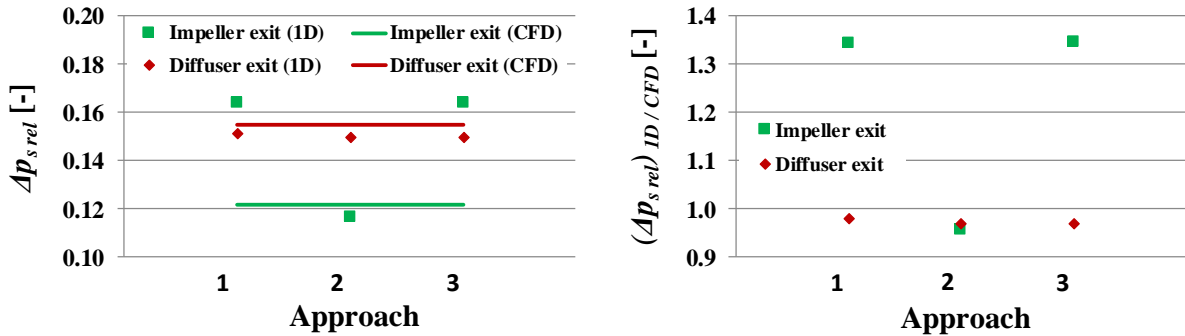 0.20
0.18
0.16
0.14
0.12
0.10
Δp s rel [-]
Impeller exit (1D) Impeller exit (CFD)
Diffuser exit (1D) Diffuser exit (CFD)
1 2 3
Approach
1.4
1.3
1.2
1.1
1.0
0.9
(Δp s rel) 1D / CFD [-]
Impeller exit
Diffuser exit
1 2 3
Approach